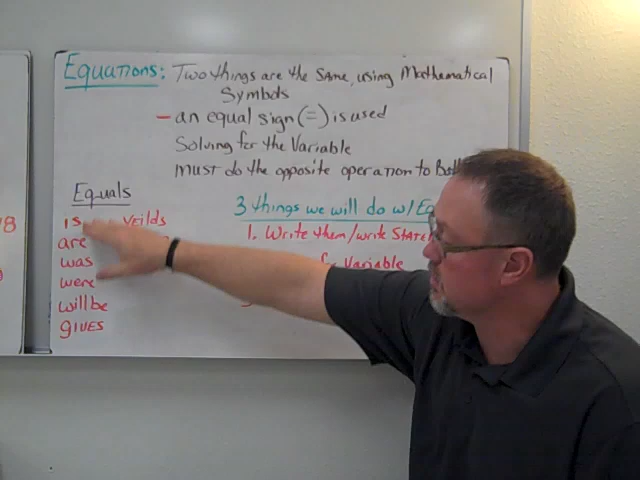 Equations: Two things are the same, using Mathematical
Symbols
- an equal sign (=) is used
Solving for the Variable
Must do the opposite operation to
Equals
is
veilds
are
was
were
will be
gives
3 things we will do w/
1. Write them/write
Variable